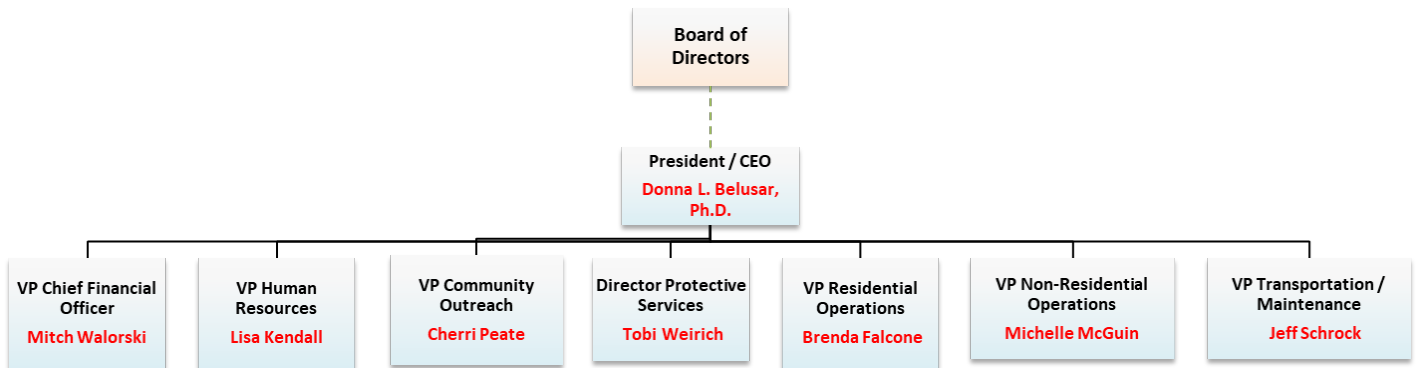 Board of
Directors
President / CEO
Donna L. Belusar,
Ph.D.
VP Chief Financial
Officer
Mitch Walorski
VP Human
Resources
Lisa Kendall
VP Community
Outreach
Cherri Peate
Director Protective
Services
Tobi Weirich
VP Residential
Operations
Brenda Falcone
VP Non-Residential
Operations
Michelle McGuin
VP Transportation /
Maintenance
Jeff Schrock